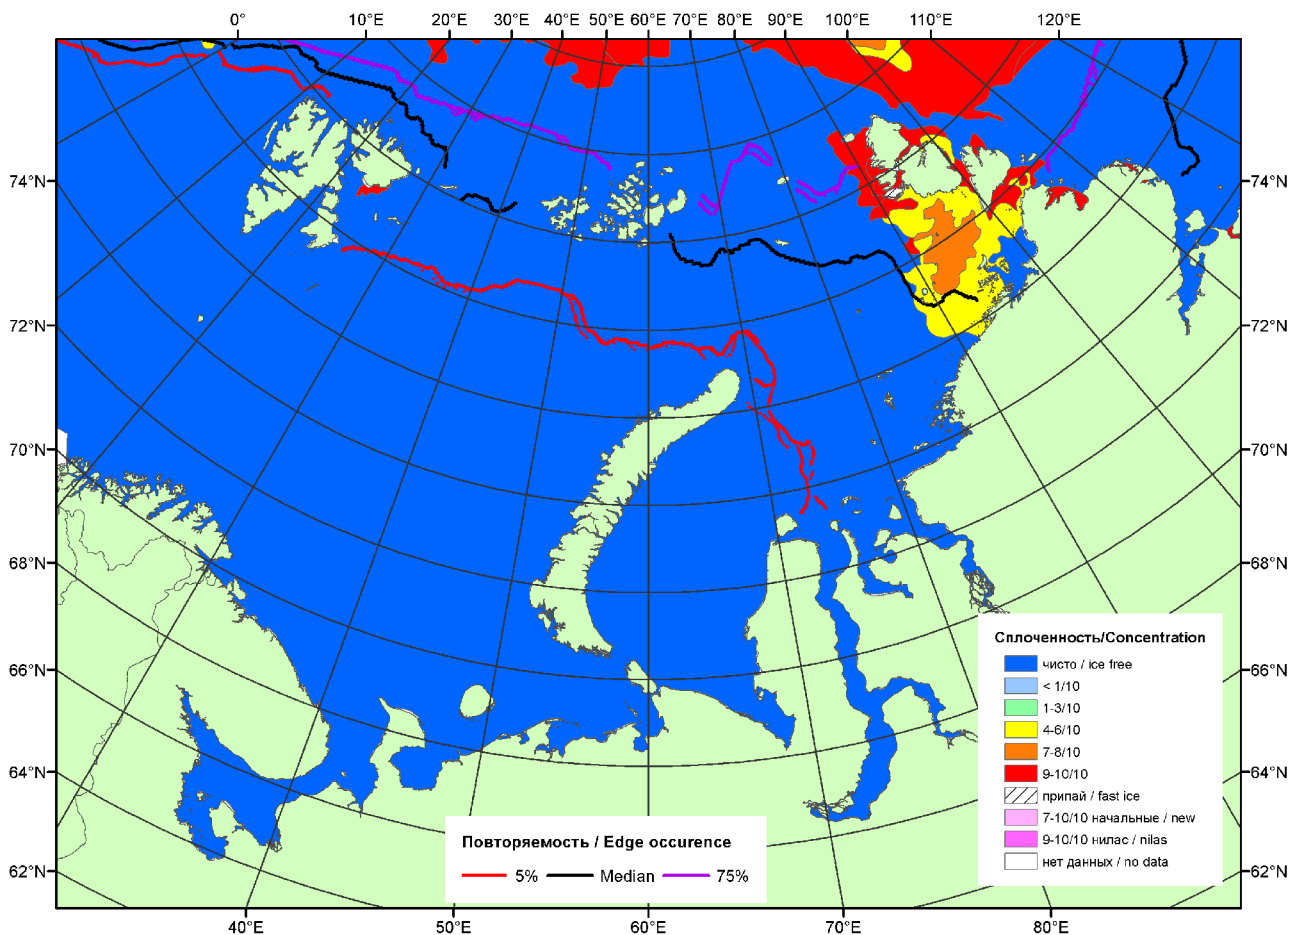 0° 10°E 20°E 30°E 40°E 50°E 60°E 70°E 80°E 90°E 100°E 110°E 120°E
74°N 74°N
72°N 72°N
70°N 70°N
68°N 68°N
66°N 66°N
64°N 64°N
62°N 62°N
Сплоченность/Concentration
чисто / ice free
< 1/10
1-3/10
4-6/10
7-8/10
9-10/10
припай / fast ice
7-10/10 начальные / new
9-10/10 нилас / nilas
нет данных / no data
Повторяемость / Edge occurence
5% Median 75%
40°E 50°E 60°E 70°E 80°E